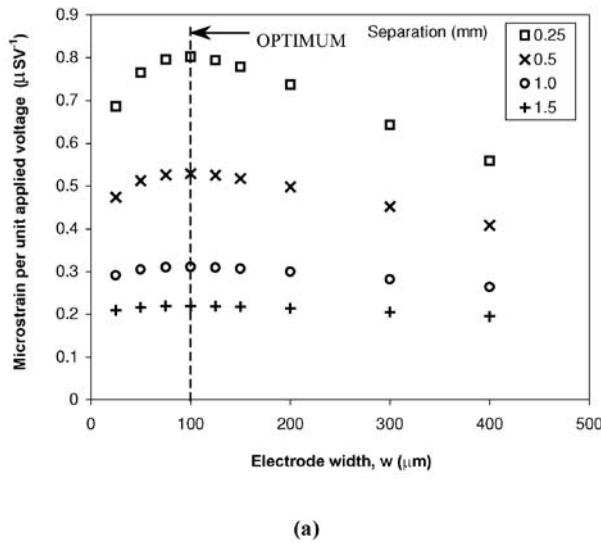 0.9
0.8
0.7
0.6
0.5
0.4
0.3
0.2
0.1
0
Microstrain per unit applied voltage (μ SV⁻¹)
OPTIMUM
Separation (mm)
0.25
0.5
1.0
1.5
0 100 200 300 400 500
Electrode width, w (μm)
(a)